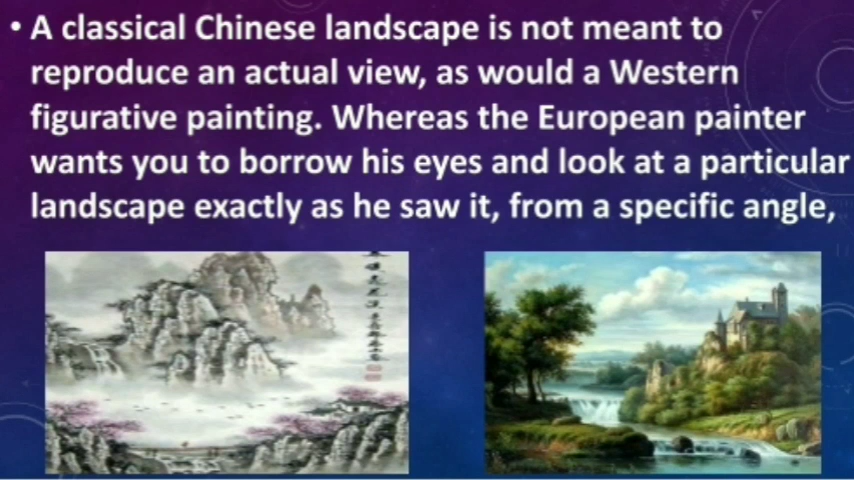 • A classical Chinese landscape is not meant to
reproduce an actual view, as would a Western
figurative painting. Whereas the European painter
wants you to borrow his eyes and look at a particular
landscape exactly as he saw it, from a specific angle,